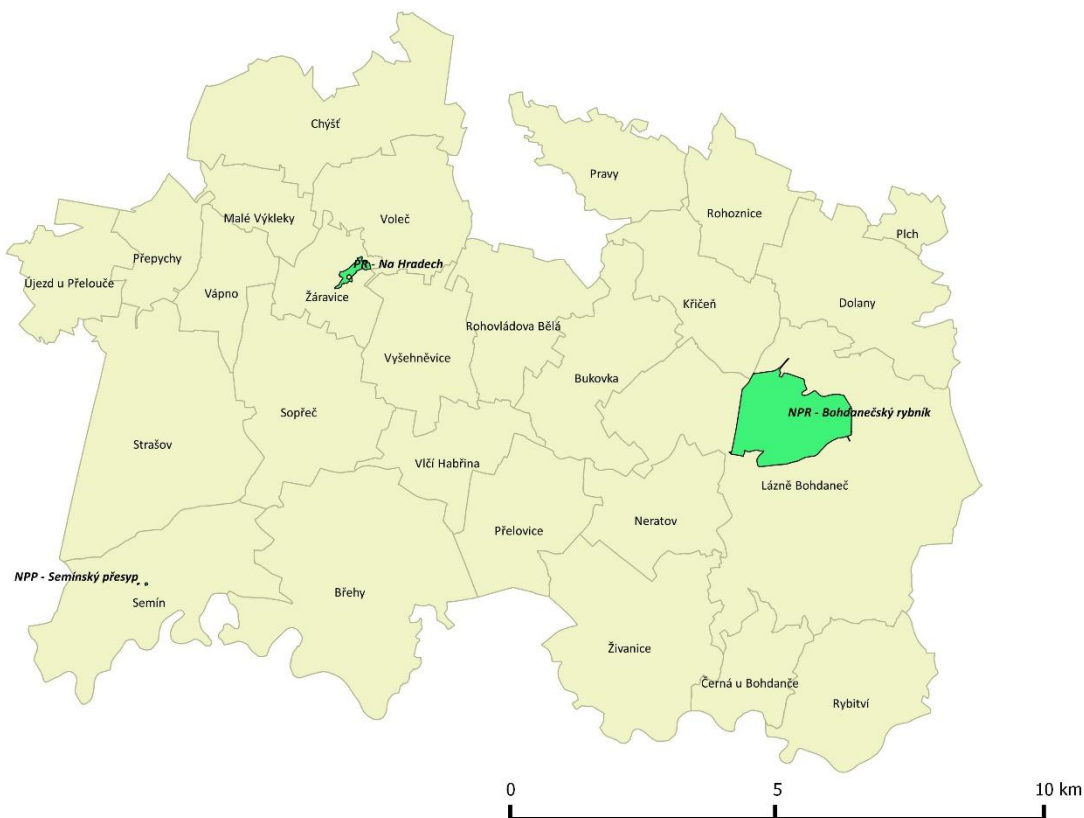 Chýšť
Pravy
Rohoznice
Malé Výkleky
Voleč
Plch
Přepychy
PR - Na Hradech
Újezd u Přelouče
Vápno
Žáravice
Křičeň
Dolany
Rohovládova Bělá
Vyšehněvice
Bukovka
Sopřeč
NPR - Bohdanečský rybník
Strašov
Vlčí Habřina
Lázně Bohdaneč
Přelovice
Neratov
NPP - Semínský přesyp
Semín
Břehy
Živanice
Černá u Bohdanče
Rybitví
0 5 10 km